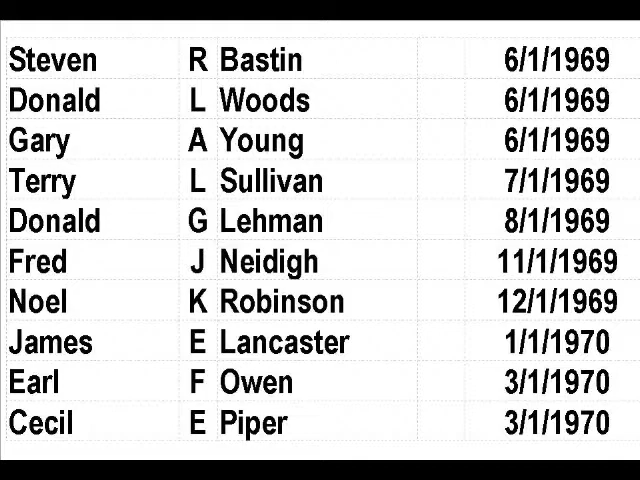 Steven R Bastin 6/1/1969
Donald L Woods 6/1/1969
Gary A Young 6/1/1969
Terry L Sullivan 7/1/1969
Donald G Lehman 8/1/1969
Fred J Neidigh 11/1/1969
Noel K Robinson 12/1/1969
James E Lancaster 1/1/1970
Earl F Owen 3/1/1970
Cecil E Piper 3/1/1970